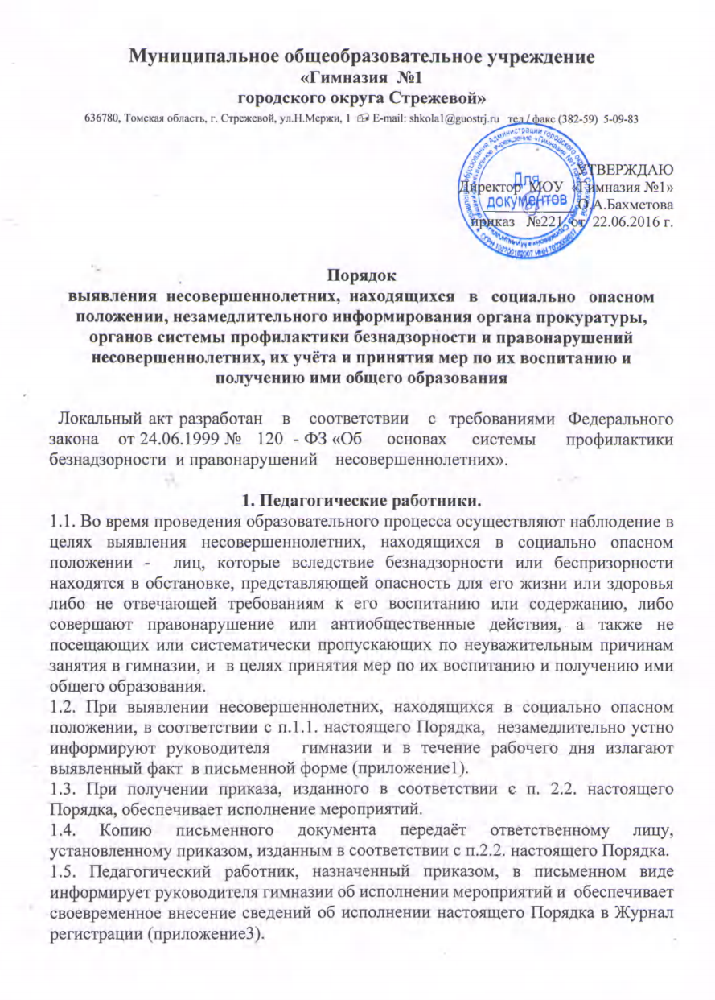 Муниципальное общеобразовательное учреждение
«Гимназия №1
городского округа Стрежевой»
636780, Томская область, г. Стрежевой, ул.Н.Мержи, 1 E-mail: shkola1@guostrj.ru тел / факс (382-59) 5-09-83
УТВЕРЖДАЮ
Директор МОУ «Гимназия №1»
О.А.Бахметова
приказ №221 от 22.06.2016 г.
Для
документов
Порядок
выявления несовершеннолетних, находящихся в социально опасном
положении, незамедлительного информирования органа прокуратуры,
органов системы профилактики безнадзорности и правонарушений
несовершеннолетних, их учёта и принятия мер по их воспитанию и
получению ими общего образования
Локальный акт разработан в соответствии с требованиями Федерального
закона от 24.06.1999 № 120 - ФЗ «Об основах системы профилактики
безнадзорности и правонарушений несовершеннолетних».
1. Педагогические работники.
1.1. Во время проведения образовательного процесса осуществляют наблюдение в
целях выявления несовершеннолетних, находящихся в социально опасном
положении - лиц, которые вследствие безнадзорности или беспризорности
находятся в обстановке, представляющей опасность для его жизни или здоровья
либо не отвечающей требованиям к его воспитанию или содержанию, либо
совершают правонарушение или антиобщественные действия, а также не
посещающих или систематически пропускающих по неуважительным причинам
занятия в гимназии, и в целях принятия мер по их воспитанию и получению ими
общего образования.
1.2. При выявлении несовершеннолетних, находящихся в социально опасном
положении, в соответствии с п.1.1. настоящего Порядка, незамедлительно устно
информируют руководителя гимназии и в течение рабочего дня излагают
выявленный факт в письменной форме (приложение1).
1.3. При получении приказа, изданного в соответствии с п. 2.2. настоящего
Порядка, обеспечивает исполнение мероприятий.
1.4. Копию письменного документа передаёт ответственному лицу,
установленному приказом, изданным в соответствии с п.2.2. настоящего Порядка.
1.5. Педагогический работник, назначенный приказом, в письменном виде
информирует руководителя гимназии об исполнении мероприятий и обеспечивает
своевременное внесение сведений об исполнении настоящего Порядка в Журнал
регистрации (приложение3).